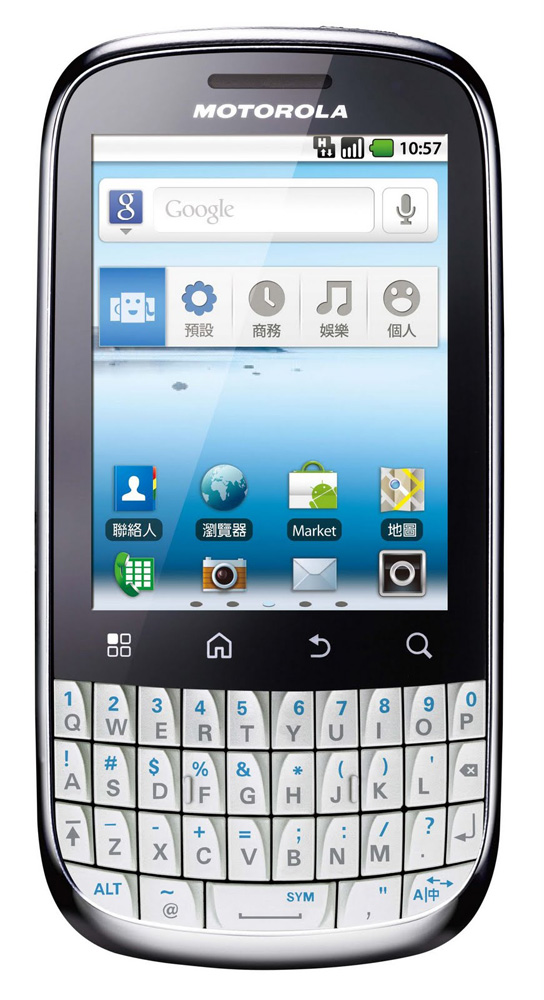 MOTOROLA
H 10:57
g Google
預設 商務 娛樂 個人
聯絡人 瀏覽器 Market 地圖
1 2 3 4 5 6 7 8 9 0
Q W E R T Y U I O P
! # $ % & * ( ) '
A S D F G H J K L
_ - + = ; : / ?
Z X C V B N M .
ALT ~ SYM "
@ , A|中